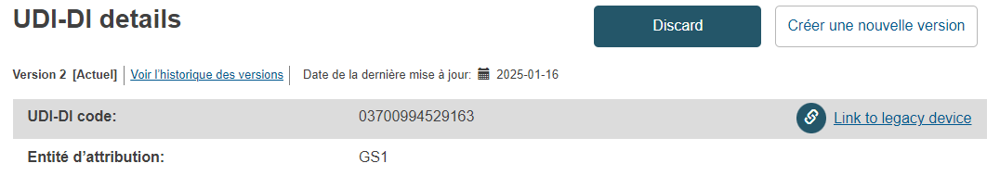 UDI-DI details
Discard
Créer une nouvelle version
Version 2 [Actuel] Voir l'historique des versions Date de la dernière mise à jour: 2025-01-16
UDI-DI code: 03700994529163 Link to legacy device
Entité d'attribution: GS1